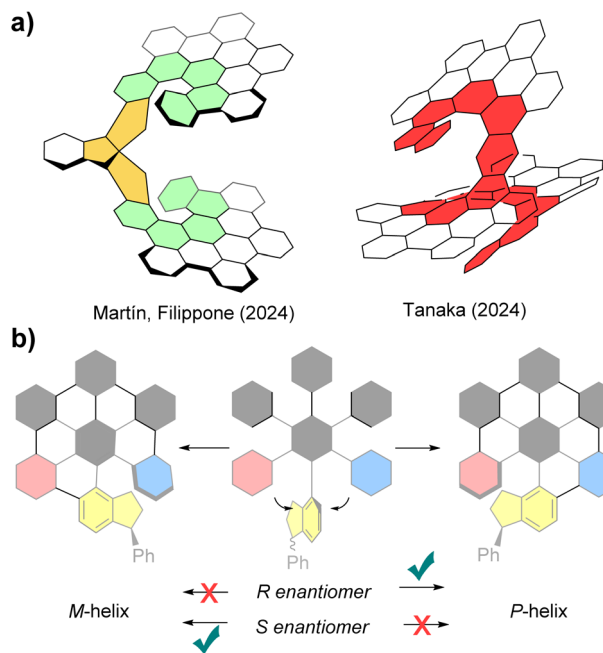 a)
Martín, Filippone (2024)
Tanaka (2024)
b)
Ph
Ph
Ph
R enantiomer
M-helix
P-helix
S enantiomer